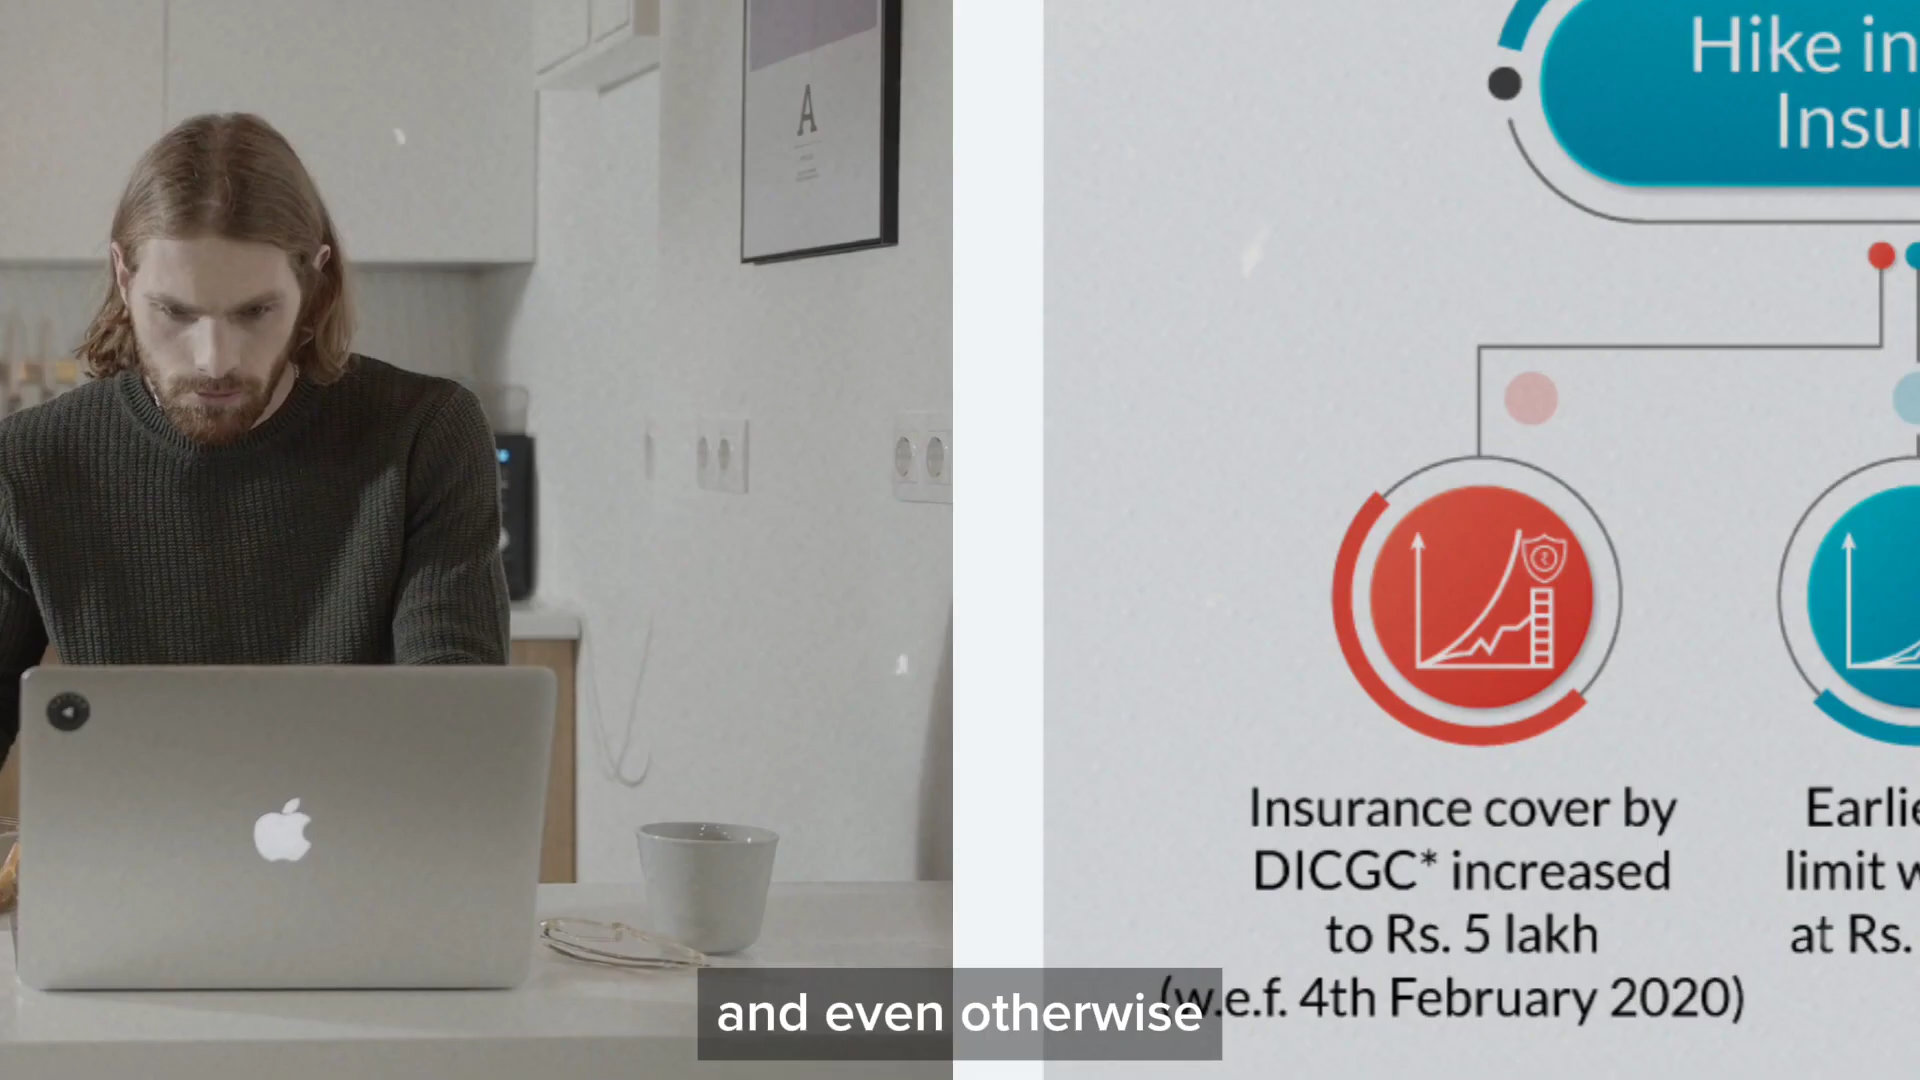 A
Hike in
Insu
Insurance cover by
DICGC* increased
to Rs. 5 lakh
(w.e.f. 4th February 2020)
Earlie
limit w
at Rs.
and even otherwise